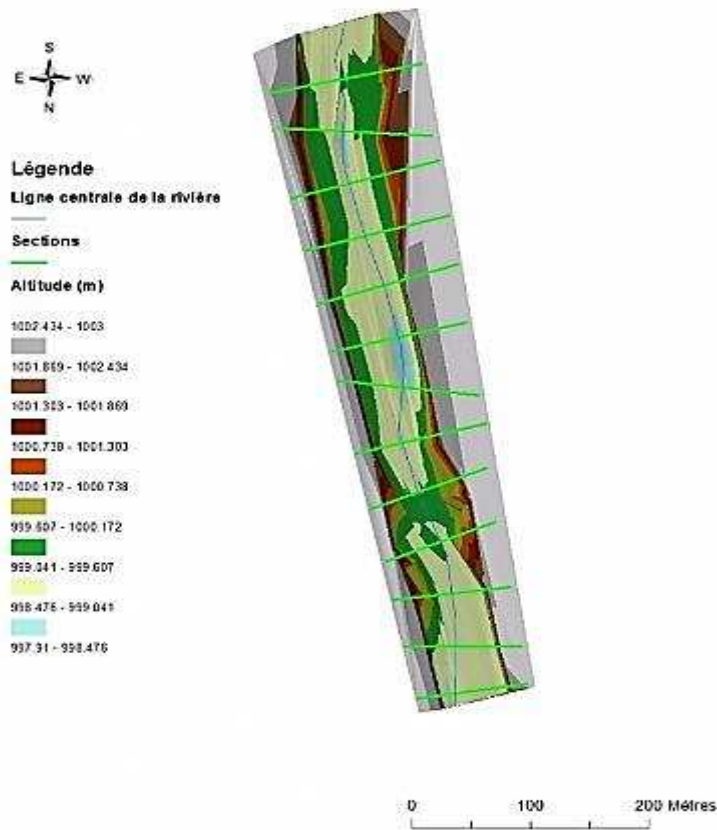 S
E W
N
Légende
Ligne centrale de la rivière
Sections
Altitude (m)
1002.434 - 1003
1001.869 - 1002.434
1001.303 - 1001.869
1000.738 - 1001.303
1000.172 - 1000.738
999.607 - 1000.172
999.041 - 999.607
998.476 - 999.041
997.91 - 998.476
0 100 200 Mètres